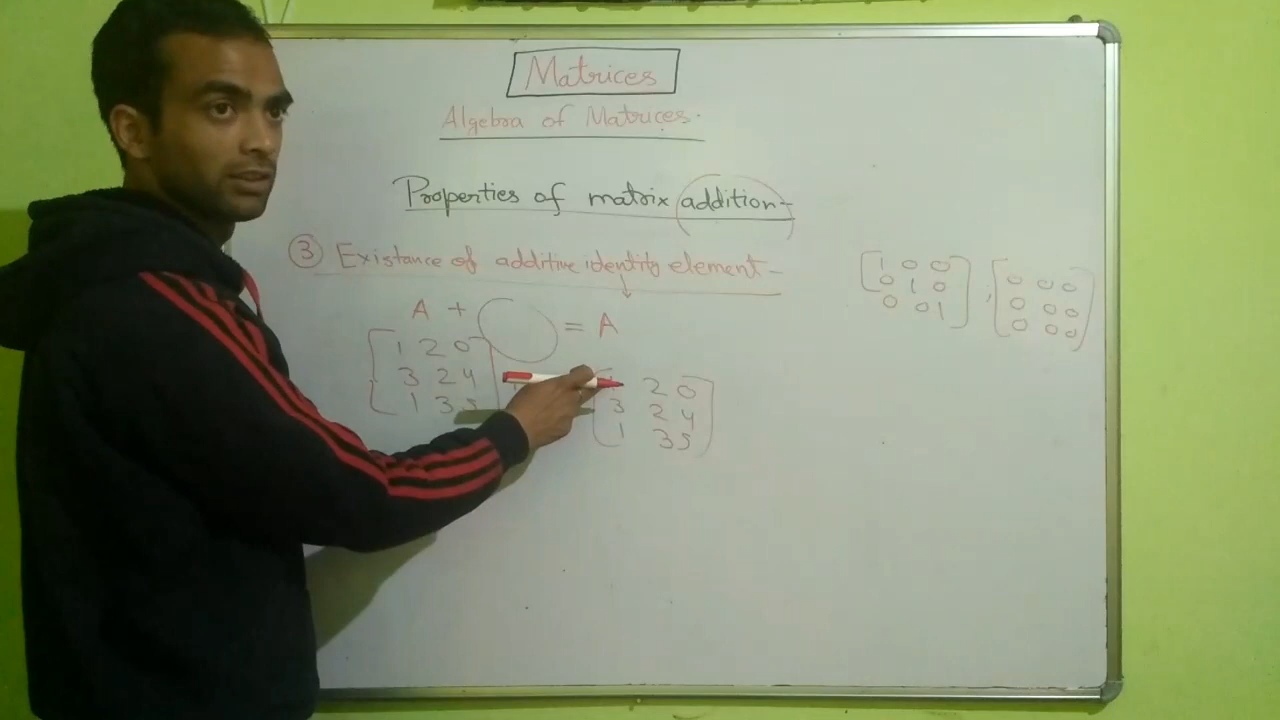 Matrices
Algebra of Matrices.
Properties of matrix addition-
③ Existance of additive identity element-
A + = A
1 2 0
3 2 4
1 3 5
2 0
3 2 4
1 3 5
1 0 0
0 1 0
0 0 1
;
0 0 0
0 0 0
0 0 0